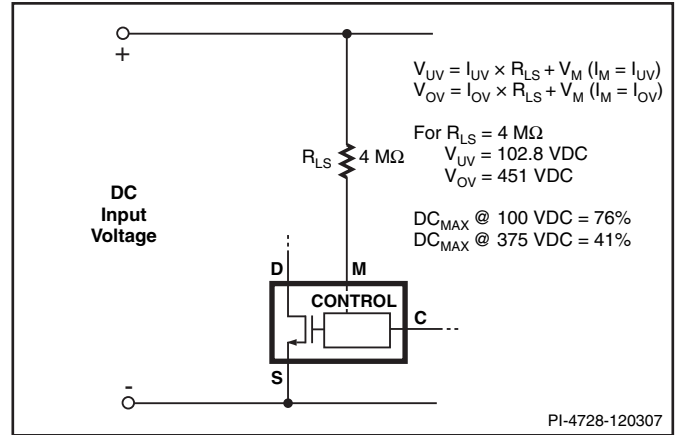 +
V_UV = I_UV × R_LS + V_M (I_M = I_UV)
V_OV = I_OV × R_LS + V_M (I_M = I_OV)
For R_LS = 4 MΩ
V_UV = 102.8 VDC
V_OV = 451 VDC
DC_MAX @ 100 VDC = 76%
DC_MAX @ 375 VDC = 41%
R_LS 4 MΩ
DC
Input
Voltage
D M
CONTROL
C
S
-
PI-4728-120307